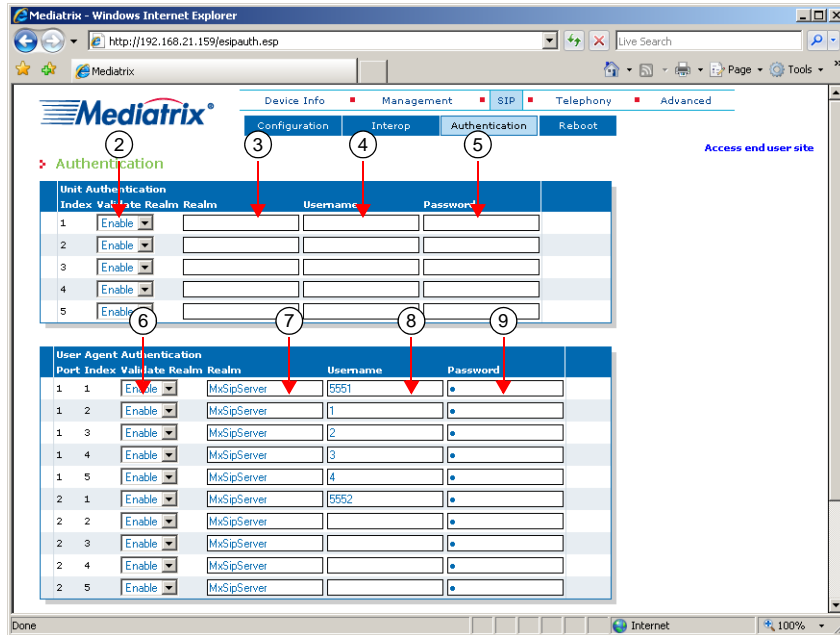 Mediatrix - Windows Internet Explorer
http://192.168.21.159/esipauth.esp
Live Search
Mediatrix
Page
Tools
Mediatrix®
Device Info Management SIP Telephony Advanced
Configuration Interop Authentication Reboot
Access end user site
2 3 4 5
Authentication
Unit Authentication
Index Validate Realm Realm Username Password
1 Enable
2 Enable
3 Enable
4 Enable
5 Enable
6 7 8 9
User Agent Authentication
Port Index Validate Realm Realm Username Password
1 1 Enable MxSipServer 5551 •
1 2 Enable MxSipServer 1 •
1 3 Enable MxSipServer 2 •
1 4 Enable MxSipServer 3 •
1 5 Enable MxSipServer 4 •
2 1 Enable MxSipServer 5552 •
2 2 Enable MxSipServer •
2 3 Enable MxSipServer •
2 4 Enable MxSipServer •
2 5 Enable MxSipServer •
Done Internet 100%